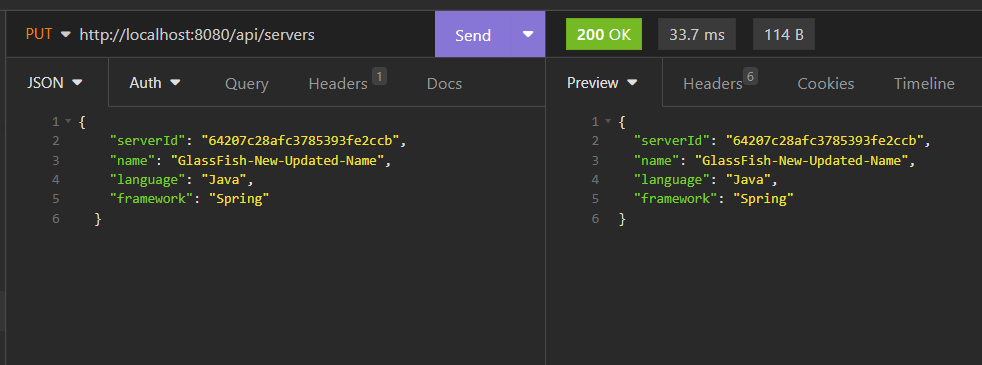 PUT http://localhost:8080/api/servers Send 200 OK 33.7 ms 114 B
JSON Auth Query Headers 1 Docs Preview Headers 6 Cookies Timeline
1 {
2 "serverId": "64207c28afc3785393fe2ccb",
3 "name": "GlassFish-New-Updated-Name",
4 "language": "Java",
5 "framework": "Spring"
6 }
1 {
2 "serverId": "64207c28afc3785393fe2ccb",
3 "name": "GlassFish-New-Updated-Name",
4 "language": "Java",
5 "framework": "Spring"
6 }